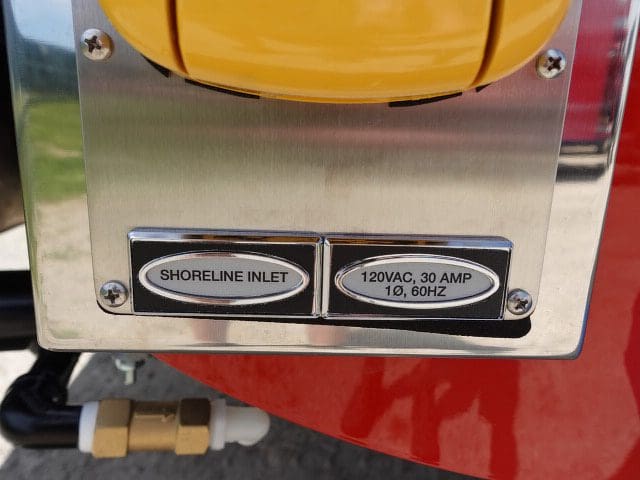 SHORELINE INLET
120VAC, 30 AMP
1Ø, 60HZ